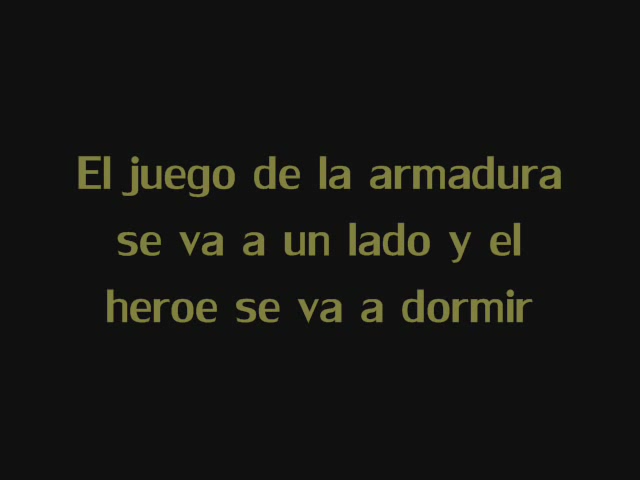 El juego de la armadura
se va a un lado y el
heroe se va a dormir